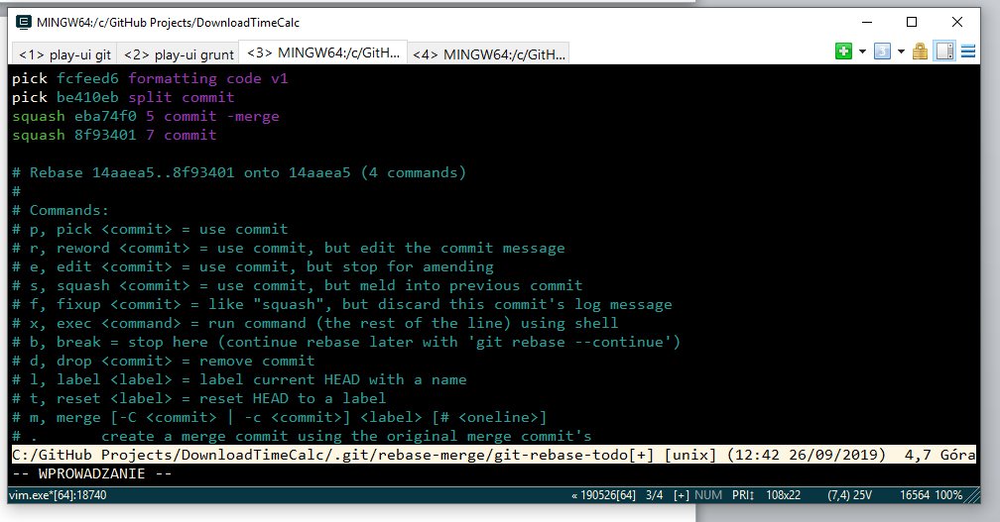 MINGW64:/c/GitHub Projects/DownloadTimeCalc
<1> play-ui git <2> play-ui grunt <3> MINGW64:/c/GitH... <4> MINGW64:/c/GitH...
pick fcfeed6 formatting code v1
pick be410eb split commit
squash eba74f0 5 commit -merge
squash 8f93401 7 commit
# Rebase 14aaea5..8f93401 onto 14aaea5 (4 commands)
#
# Commands:
# p, pick <commit> = use commit
# r, reword <commit> = use commit, but edit the commit message
# e, edit <commit> = use commit, but stop for amending
# s, squash <commit> = use commit, but meld into previous commit
# f, fixup <commit> = like "squash", but discard this commit's log message
# x, exec <command> = run command (the rest of the line) using shell
# b, break = stop here (continue rebase later with 'git rebase --continue')
# d, drop <commit> = remove commit
# l, label <label> = label current HEAD with a name
# t, reset <label> = reset HEAD to a label
# m, merge [-C <commit> | -c <commit>] <label> [# <oneline>]
# .       create a merge commit using the original merge commit's
C:/GitHub Projects/DownloadTimeCalc/.git/rebase-merge/git-rebase-todo[+] [unix] (12:42 26/09/2019) 4,7 Góra
-- WPROWADZANIE --
vim.exe*[64]:18740 « 190526[64] 3/4 [+] NUM PRI↕ 108x22 (7,4) 25V 16564 100%